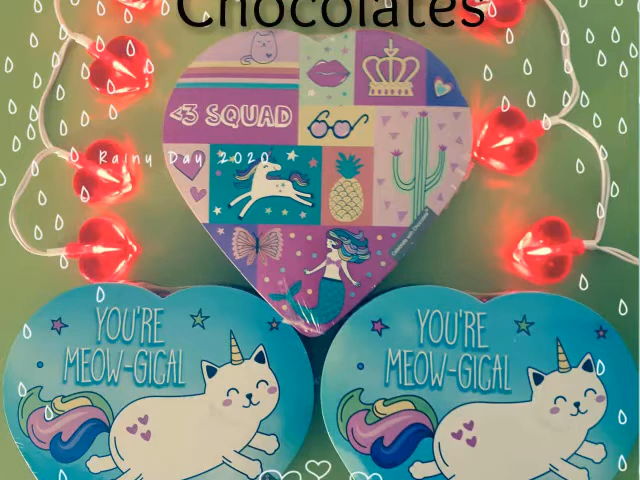 Chocolates
<3 SQUAD
Rainy Day 2020
YOU'RE
MEOW-GICAL
YOU'RE
MEOW-GICAL